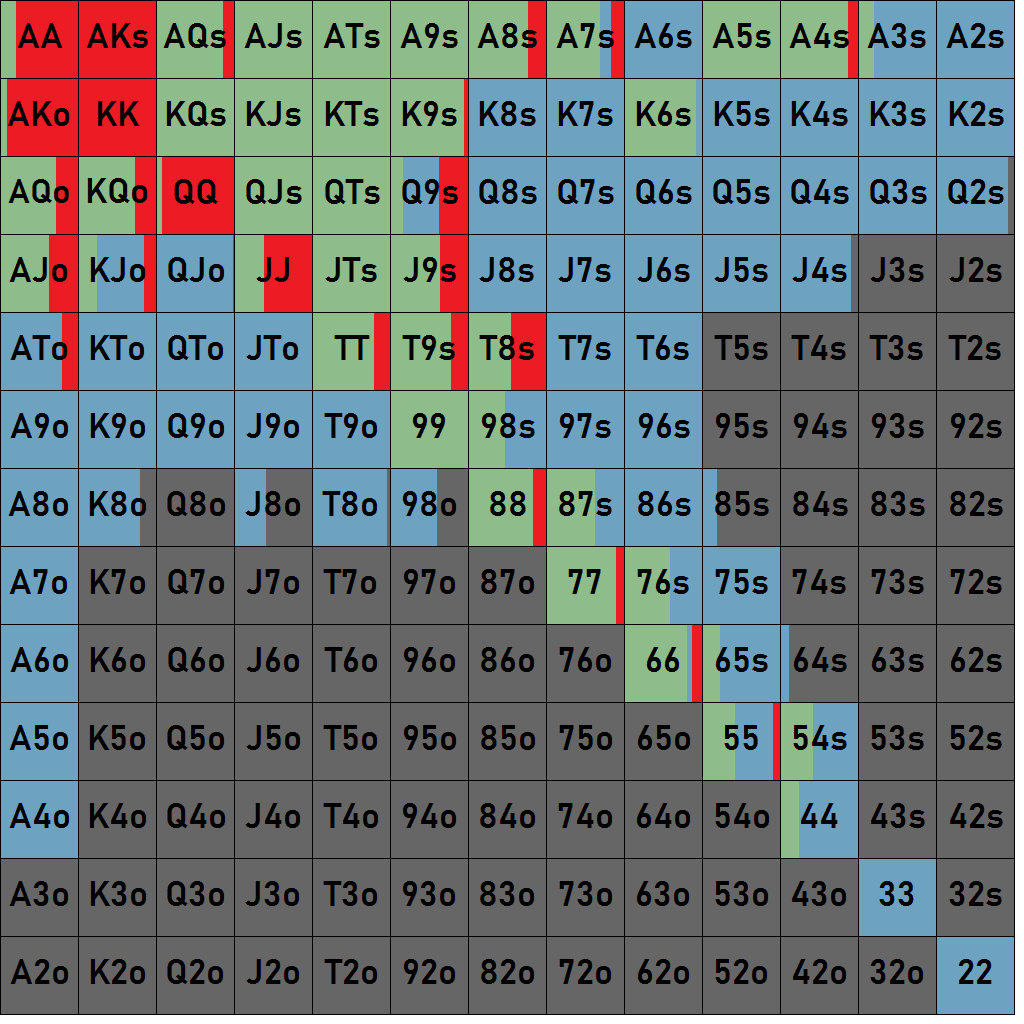 AA AKs AQs AJs ATs A9s A8s A7s A6s A5s A4s A3s A2s
AKo KK KQs KJs KTs K9s K8s K7s K6s K5s K4s K3s K2s
AQo KQo QQ QJs QTs Q9s Q8s Q7s Q6s Q5s Q4s Q3s Q2s
AJo KJo QJo JJ JTs J9s J8s J7s J6s J5s J4s J3s J2s
ATo KTo QTo JTo TT T9s T8s T7s T6s T5s T4s T3s T2s
A9o K9o Q9o J9o T9o 99 98s 97s 96s 95s 94s 93s 92s
A8o K8o Q8o J8o T8o 98o 88 87s 86s 85s 84s 83s 82s
A7o K7o Q7o J7o T7o 97o 87o 77 76s 75s 74s 73s 72s
A6o K6o Q6o J6o T6o 96o 86o 76o 66 65s 64s 63s 62s
A5o K5o Q5o J5o T5o 95o 85o 75o 65o 55 54s 53s 52s
A4o K4o Q4o J4o T4o 94o 84o 74o 64o 54o 44 43s 42s
A3o K3o Q3o J3o T3o 93o 83o 73o 63o 53o 43o 33 32s
A2o K2o Q2o J2o T2o 92o 82o 72o 62o 52o 42o 32o 22